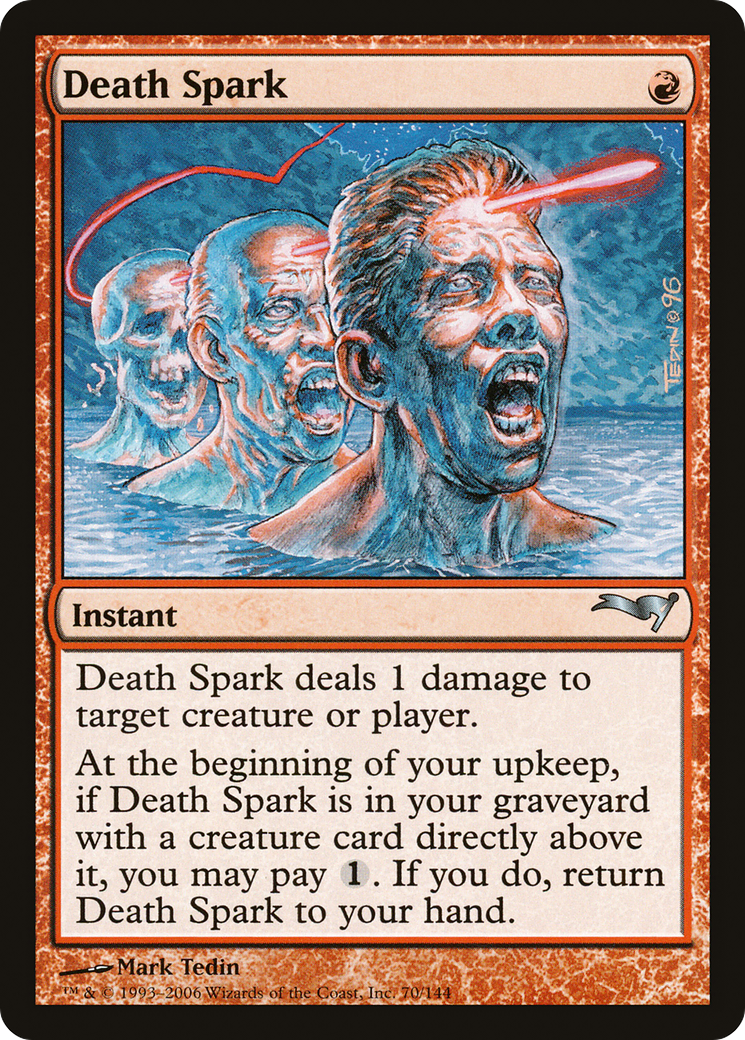 Death Spark
TEDIN © 96
Instant
Death Spark deals 1 damage to
target creature or player.
At the beginning of your upkeep,
if Death Spark is in your graveyard
with a creature card directly above
it, you may pay 1. If you do, return
Death Spark to your hand.
Mark Tedin
™ & © 1993–2006 Wizards of the Coast, Inc. 70/144